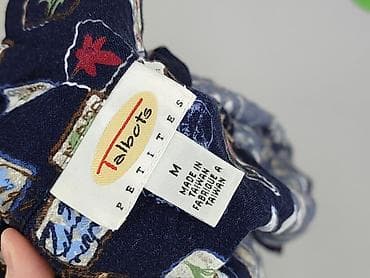 Talbots
PETITES
M
MADE IN
TAIWAN
FABRIQUE A
TAIWAN